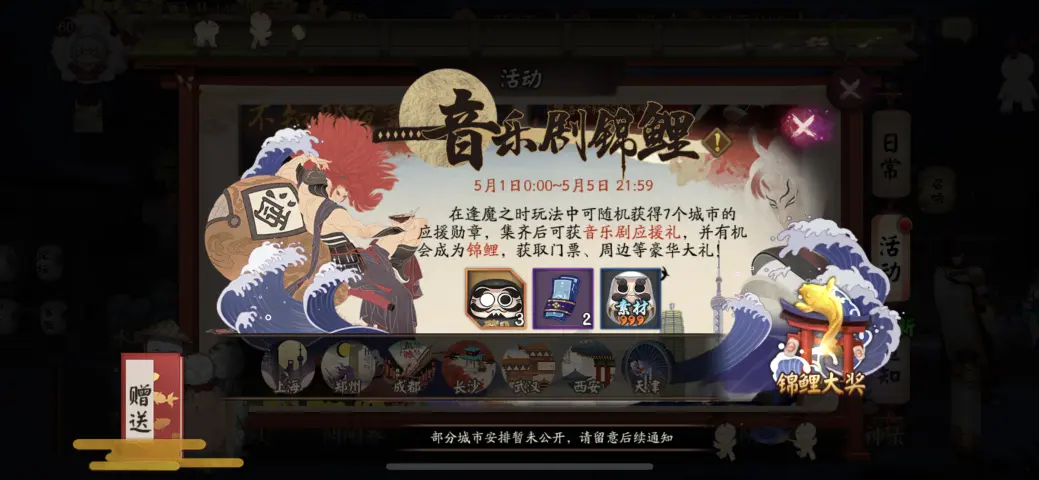 活动
音乐剧锦鲤
5月1日0:00~5月5日 21:59
在逢魔之时玩法中可随机获得7个城市的
应援勋章，集齐后可获音乐剧应援礼，并有机
会成为锦鲤，获取门票、周边等豪华大礼！
酒
3
2
素材
999
上海
郑州
成都
长沙
武汉
西安
天津
锦鲤大奖
赠送
部分城市安排暂未公开，请留意后续通知
日常
活动
召唤